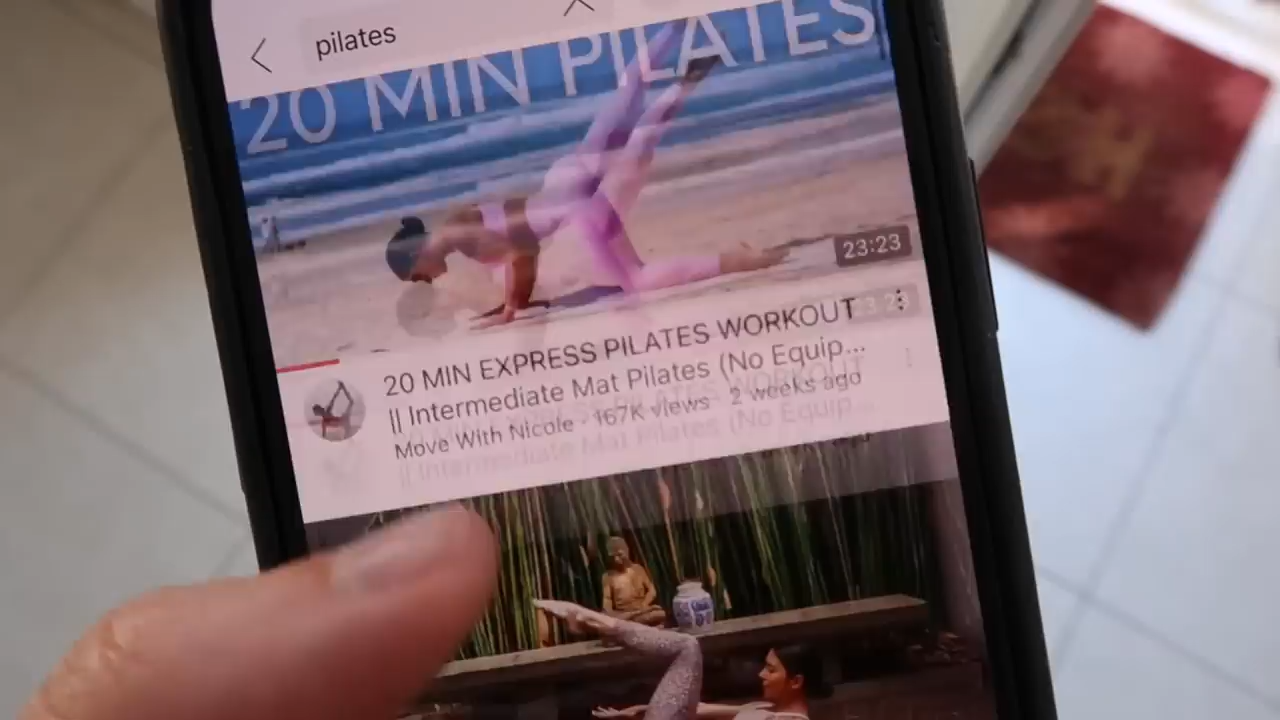 pilates
20 MIN PILATES
23:23
20 MIN EXPRESS PILATES WORKOUT
|| Intermediate Mat Pilates (No Equip...
Move With Nicole · 167K views · 2 weeks ago